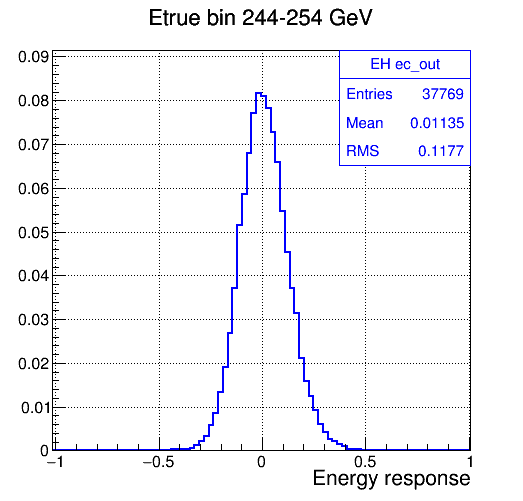 Etrue bin 244-254 GeV
EH ec_out
Entries 37769
Mean 0.01135
RMS 0.1177
0.09
0.08
0.07
0.06
0.05
0.04
0.03
0.02
0.01
0
−1 −0.5 0 0.5 1
Energy response